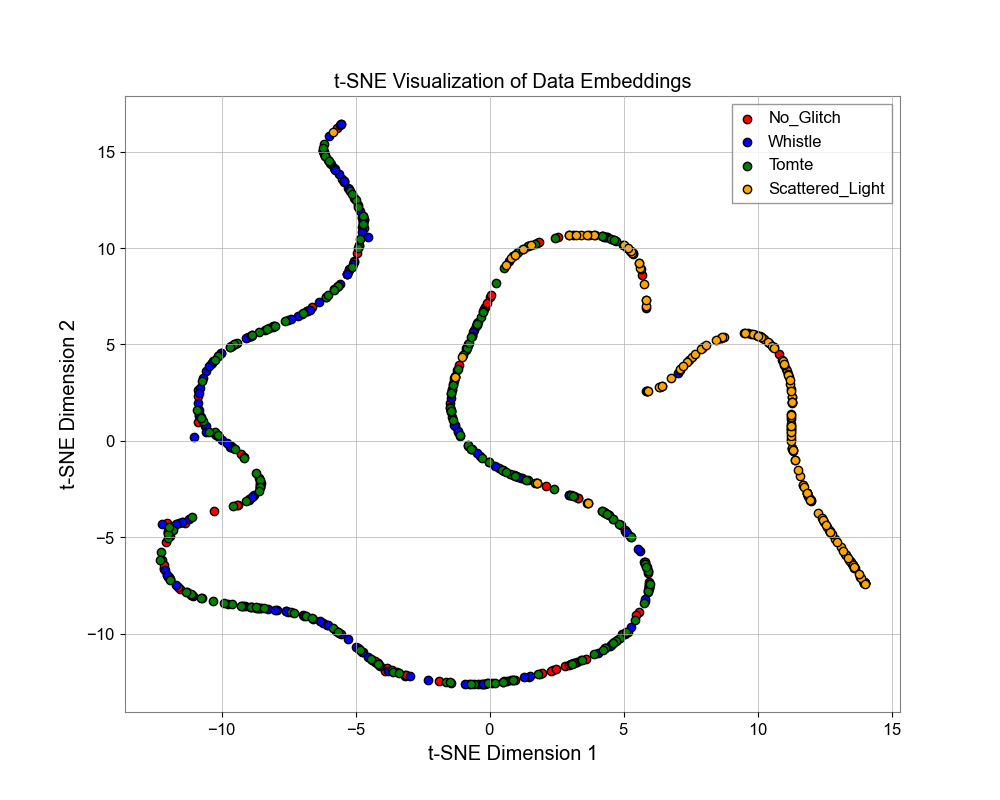 t-SNE Visualization of Data Embeddings
No_Glitch
Whistle
Tomte
Scattered_Light
15
10
5
0
−5
−10
t-SNE Dimension 2
−10
−5
0
5
10
15
t-SNE Dimension 1